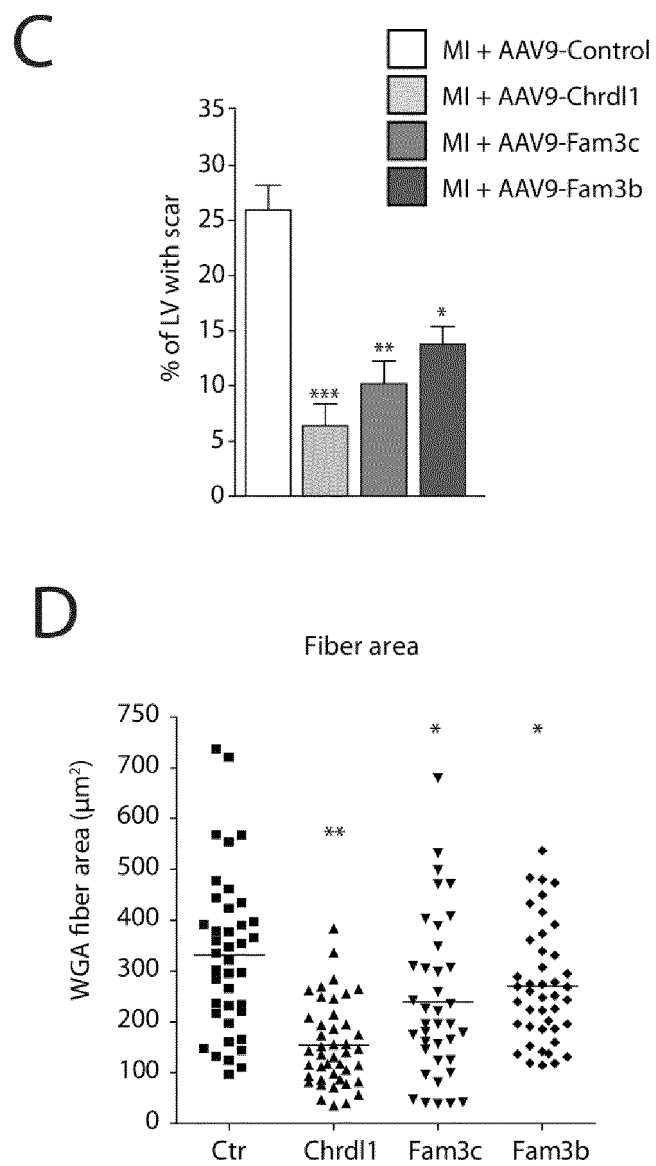 C
MI + AAV9-Control
MI + AAV9-Chrdl1
MI + AAV9-Fam3c
MI + AAV9-Fam3b
% of LV with scar
35
30
25
20
15
10
5
0
***
**
*
D
Fiber area
WGA fiber area (µm²)
750
700
600
500
400
300
200
100
0
**
*
*
Ctr Chrdl1 Fam3c Fam3b